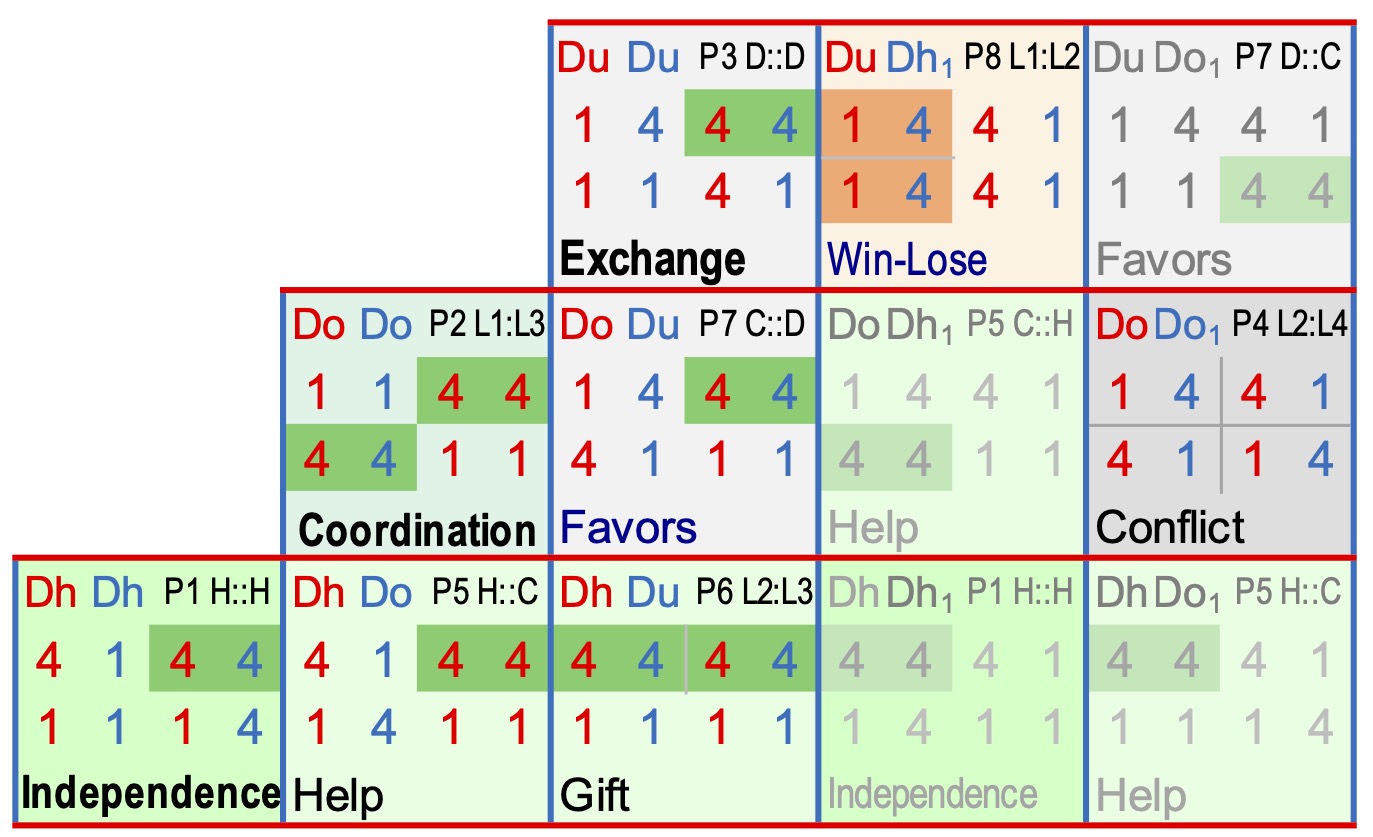 Du Du P3 D::D Du Dh₁ P8 L1:L2 Du Do₁ P7 D::C
1 4 4 4 1 4 4 1 1 4 4 1
1 1 4 1 1 4 4 1 1 1 4 4
Exchange Win-Lose Favors
Do Do P2 L1:L3 Do Du P7 C::D Do Dh₁ P5 C::H Do Do₁ P4 L2:L4
1 1 4 4 1 4 4 4 1 4 4 1 1 4 4 1
4 4 1 1 4 1 1 1 4 4 1 1 4 1 1 4
Coordination Favors Help Conflict
Dh Dh P1 H::H Dh Do P5 H::C Dh Du P6 L2:L3 Dh Dh₁ P1 H::H Dh Do₁ P5 H::C
4 1 4 4 4 1 4 4 4 4 4 4 4 4 4 1 4 4 4 1
1 1 1 4 1 4 1 1 1 1 1 1 1 4 1 1 1 1 1 4
Independence Help Gift Independence Help